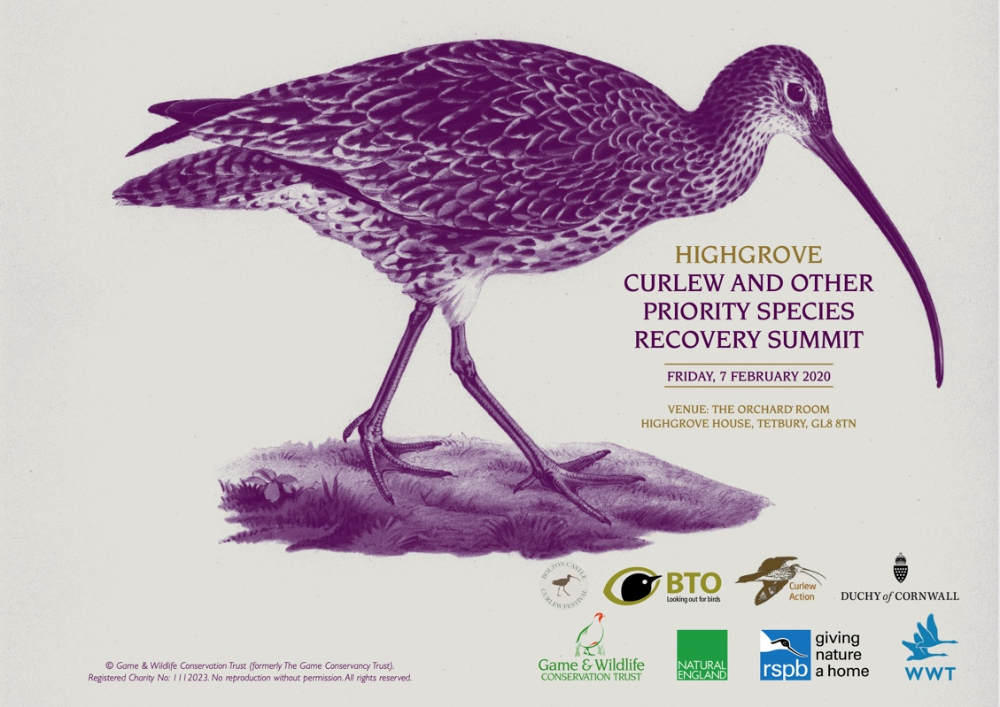 HIGHGROVE
CURLEW AND OTHER
PRIORITY SPECIES
RECOVERY SUMMIT
FRIDAY, 7 FEBRUARY 2020
VENUE: THE ORCHARD ROOM
HIGHGROVE HOUSE, TETBURY, GL8 8TN
BOLTON CASTLE
CURLEW FESTIVAL
BTO
Looking out for birds
Curlew
Action
DUCHY of CORNWALL
Game & Wildlife
CONSERVATION TRUST
NATURAL
ENGLAND
rspb
giving
nature
a home
WWT
© Game & Wildlife Conservation Trust (formerly The Game Conservancy Trust).
Registered Charity No: 1112023. No reproduction without permission. All rights reserved.